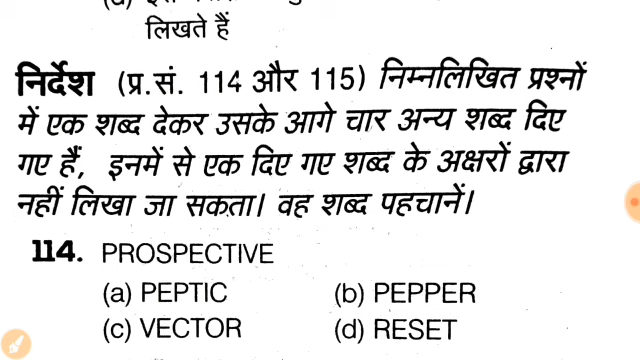 लिखते हैं
निर्देश (प्र.सं. 114 और 115) निम्नलिखित प्रश्नों
में एक शब्द देकर उसके आगे चार अन्य शब्द दिए
गए हैं, इनमें से एक दिए गए शब्द के अक्षरों द्वारा
नहीं लिखा जा सकता। वह शब्द पहचानें।
114. PROSPECTIVE
(a) PEPTIC (b) PEPPER
(c) VECTOR (d) RESET